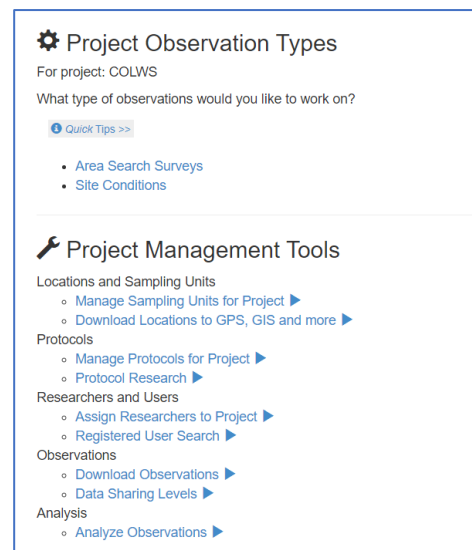 Project Observation Types
For project: COLWS
What type of observations would you like to work on?
Quick Tips >>
Area Search Surveys
Site Conditions
Project Management Tools
Locations and Sampling Units
Manage Sampling Units for Project
Download Locations to GPS, GIS and more
Protocols
Manage Protocols for Project
Protocol Research
Researchers and Users
Assign Researchers to Project
Registered User Search
Observations
Download Observations
Data Sharing Levels
Analysis
Analyze Observations